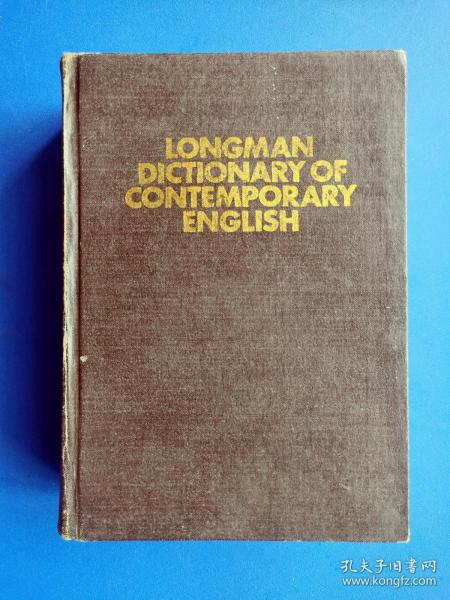 LONGMAN
DICTIONARY OF
CONTEMPORARY
ENGLISH
孔夫子旧书网
www.kongfz.com